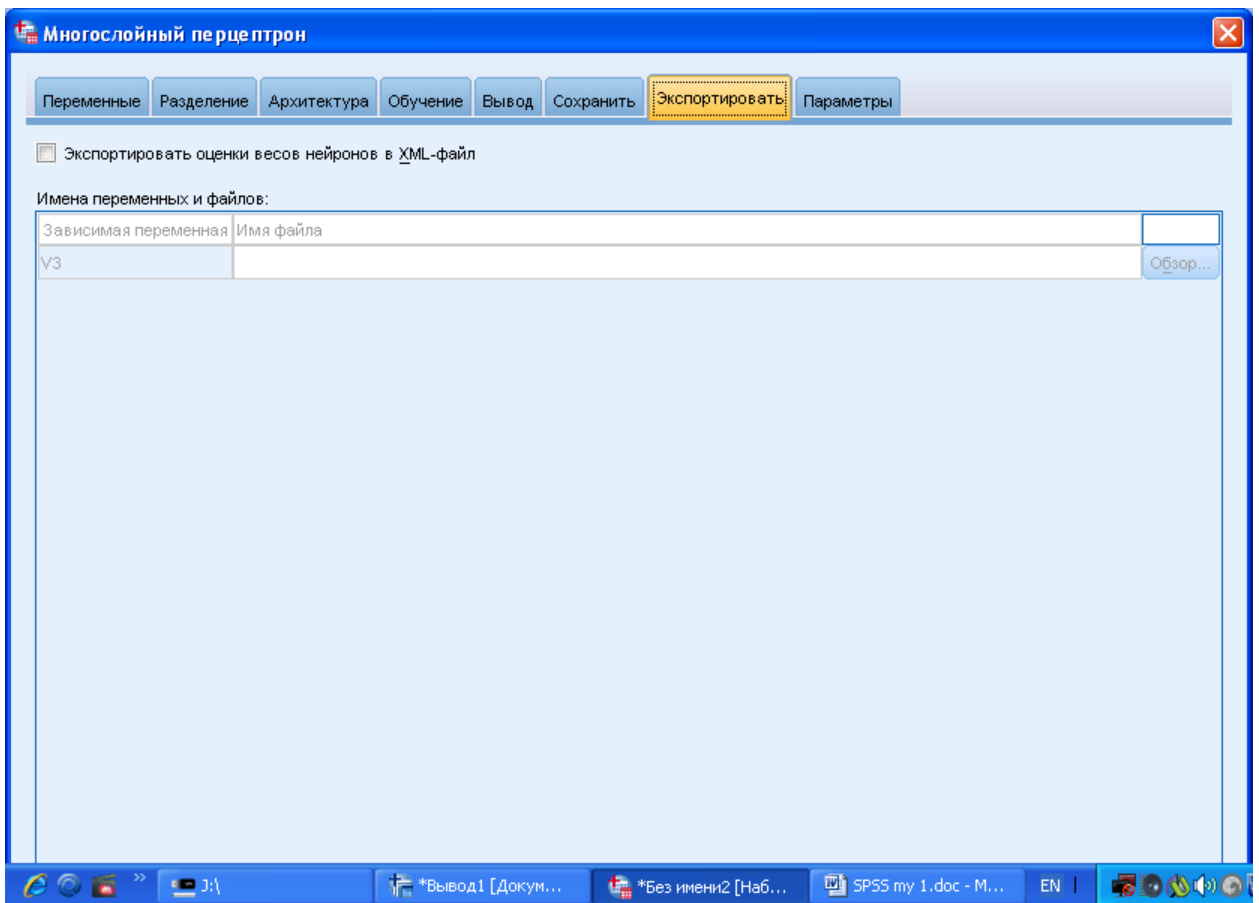 Многослойный перцептрон
Переменные Разделение Архитектура Обучение Вывод Сохранить Экспортировать Параметры
Экспортировать оценки весов нейронов в XML-файл
Имена переменных и файлов:
Зависимая переменная Имя файла
V3 Обзор...
» J:\ *Вывод1 [Докум... *Без имени2 [Наб... SPSS my 1.doc - M... EN